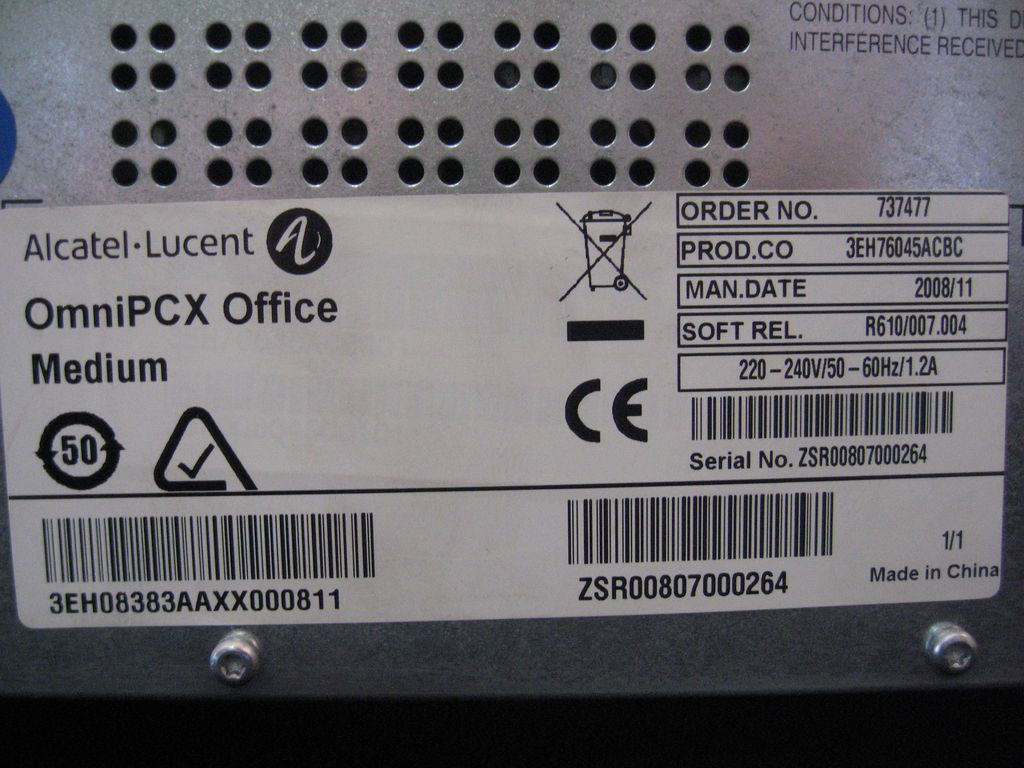 CONDITIONS: (1) THIS D
INTERFERENCE RECEIVED
Alcatel·Lucent
OmniPCX Office
Medium
50
ORDER NO. 737477
PROD.CO 3EH76045ACBC
MAN.DATE 2008/11
SOFT REL. R610/007.004
220-240V/50-60Hz/1.2A
CE
Serial No. ZSR00807000264
3EH08383AAXX000811
ZSR00807000264
1/1
Made in China